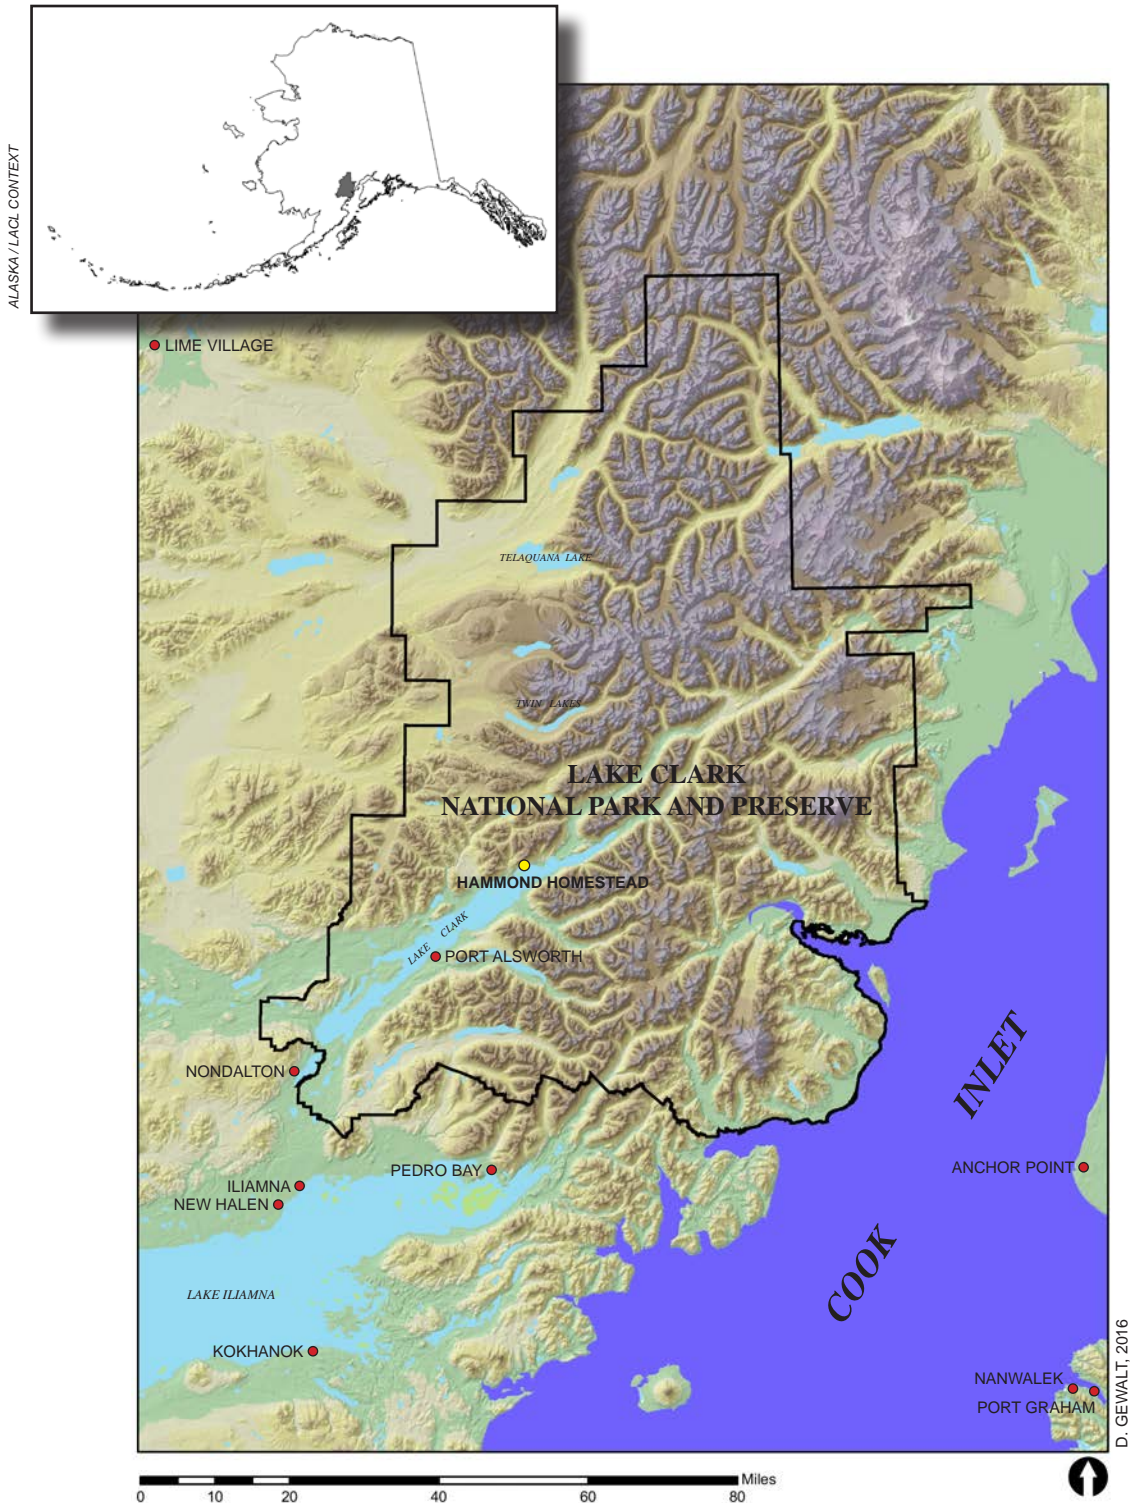 ALASKA / LACL CONTEXT
LIME VILLAGE
TELAQUANA LAKE
TWIN LAKES
LAKE CLARK
NATIONAL PARK AND PRESERVE
HAMMOND HOMESTEAD
LAKE CLARK
PORT ALSWORTH
NONDALTON
COOK INLET
PEDRO BAY
ANCHOR POINT
ILIAMNA
NEW HALEN
LAKE ILIAMNA
KOKHANOK
NANWALEK
PORT GRAHAM
D. GEWALT, 2016
Miles
0 10 20 40 60 80